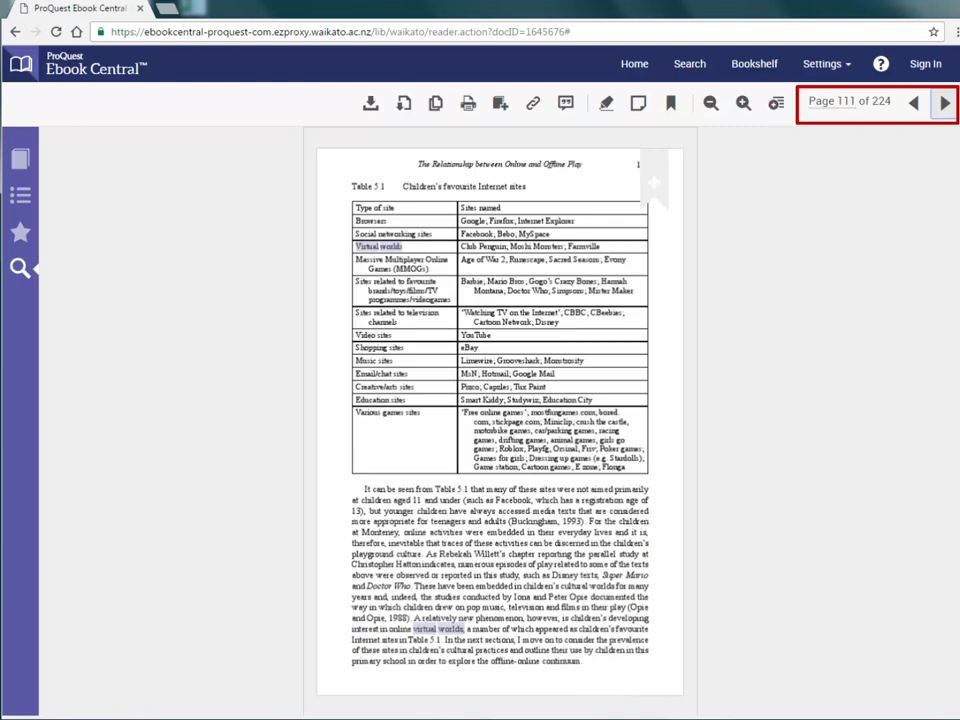 ProQuest Ebook Central
https://ebookcentral-proquest-com.ezproxy.waikato.ac.nz/lib/waikato/reader.action?docID=1645676#
ProQuest
Ebook Central™
Home Search Bookshelf Settings ? Sign In
Page 111 of 224
The Relationship between Online and Offline Play
Table 5.1 Children's favourite Internet sites
Type of site Sites named
Browsers Google, Firefox, Internet Explorer
Social networking sites Facebook, Bebo, MySpace
Virtual worlds Club Penguin; Moshi Monsters; Farmville
Massive Multiplayer Online Age of War 2, Runescape, Sacred Seasons, Evony
Games (MMOGs)
Sites related to favourite Barbie; Mario Bros; Gogo's Crazy Bones; Hannah
brands/toys/films/TV Montana; Doctor Who; Simpsons; Mister Maker
programmes/videogames
Sites related to television 'Watching TV on the Internet'; CBBC; CBeebies;
channels Cartoon Network; Disney
Video sites YouTube
Shopping sites eBay
Music sites Limewire; Grooveshark; Monstrosity
Email/chat sites MSN; Hotmail; Google Mail
Creative/arts sites Capzles; Tux Paint
Education sites Smart Kiddy; Studywiz; Education City
Various games sites 'Free online games'; mostfungames.com; bored.
com; stickpage.com; Miniclip; crush the castle,
motorbike games, car/parking games, racing
games, drifting games, animal games, girls go
games; Roblox; Friv; Poker games;
Games for girls; Dressing up games (e.g. Stardolls);
Game station; Cartoon games; E zone;
It can be seen from Table 5.1 that many of these sites were not aimed primarily
at children aged 11 and under (such as Facebook, which has a registration age of
13), but younger children have always accessed media texts that are considered
more appropriate for teenagers and adults (Buckingham, 1993). For the children
at Monteney, online activities were embedded in their everyday lives and it is,
therefore, inevitable that traces of these activities can be discerned in the children's
playground culture. As Rebekah Willett's chapter reporting the parallel study at
Christopher Hatton indicates, numerous episodes of play related to some of the texts
above were observed or reported in this study, such as Disney texts, Super Mario
and Doctor Who. These have been embedded in children's cultural worlds for many
years and, indeed, the studies conducted by Iona and Peter Opie documented the
way in which children drew on pop music, television and films in their play (Opie
and Opie, 1988). A relatively new phenomenon, however, is children's developing
interest in online virtual worlds, a number of which appeared as children's favourite
Internet sites in Table 5.1. In the next sections, I move on to consider the prevalence
of these sites in children's cultural practices and outline their use by children in this
primary school in order to explore the offline-online continuum.